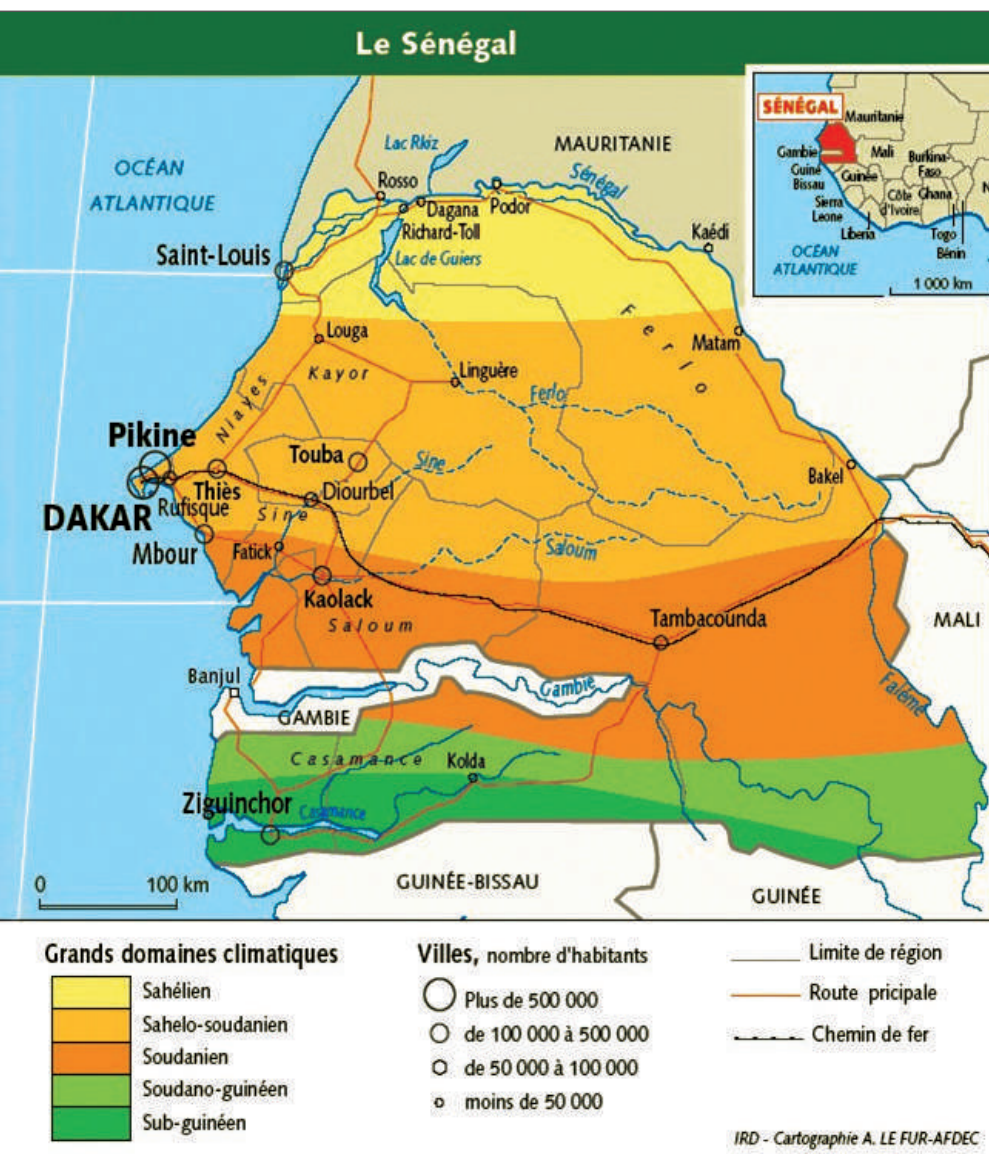 Le Sénégal
SÉNÉGAL
Mauritanie
Gambie
Mali
Burkina-
Faso
Guiné
Bissau
Guinée
Côte
d'Ivoire
Ghana
N
Sierra
Leone
Liberia
Togo
Bénin
OCÉAN
ATLANTIQUE
1 000 km
OCÉAN
ATLANTIQUE
Lac Rkiz
MAURITANIE
Sénégal
Rosso
Dagana
Podor
Richard-Toll
Kaédi
Saint-Louis
Lac de Guiers
Ferlo
Louga
Matam
Kayor
Linguère
Niayes
Ferlo
Pikine
Touba
Sine
Bakel
Thiès
Diourbel
DAKAR
Rufisque
Sine
Mbour
Fatick
Saloum
Kaolack
Saloum
Tambacounda
MALI
Banjul
Gambie
Falémé
GAMBIE
Casamance
Kolda
Ziguinchor
Casamance
0 100 km
GUINÉE-BISSAU
GUINÉE
Grands domaines climatiques
Sahélien
Sahelo-soudanien
Soudanien
Soudano-guinéen
Sub-guinéen
Villes, nombre d'habitants
Plus de 500 000
de 100 000 à 500 000
de 50 000 à 100 000
moins de 50 000
Limite de région
Route pricipale
Chemin de fer
IRD - Cartographie A. LE FUR-AFDEC